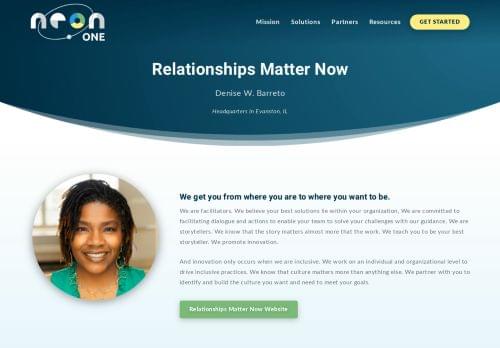 neon
ONE
Mission Solutions Partners Resources GET STARTED
Relationships Matter Now
Denise W. Barreto
Headquarters in Evanston, IL
We get you from where you are to where you want to be.
We are facilitators. We believe your best solutions lie within your organization. We are committed to
facilitating dialogue and actions to enable your team to solve your challenges with our guidance. We are
storytellers. We know that the story matters almost more that the work. We teach you to be your best
storyteller. We promote innovation.
And innovation only occurs when we are inclusive. We work on an individual and organizational level to
drive inclusive practices. We know that culture matters more than anything else. We partner with you to
identify and build the culture you want and need to meet your goals.
Relationships Matter Now Website